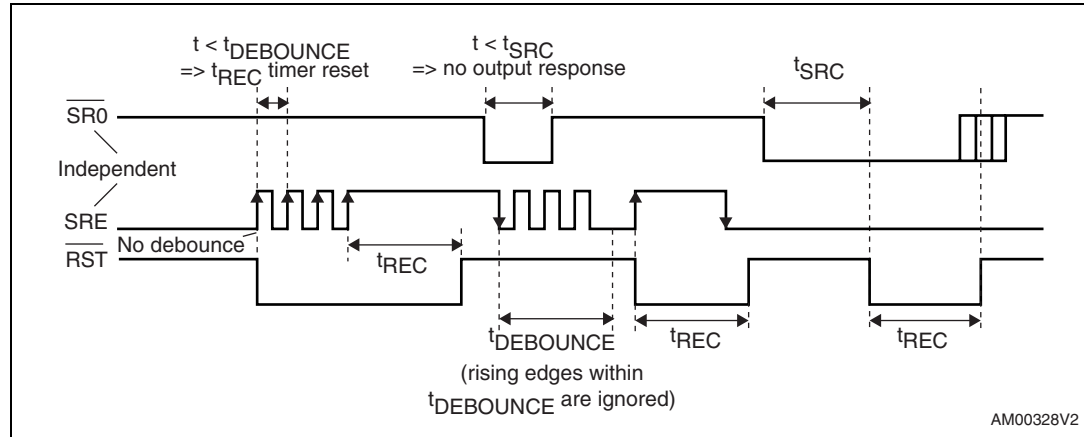 t < tDEBOUNCE
=> tREC timer reset
t < tSRC
=> no output response
tSRC
SR0
Independent
SRE
No debounce
RST
tREC
tDEBOUNCE
(rising edges within
tDEBOUNCE are ignored)
tREC
tREC
AM00328V2